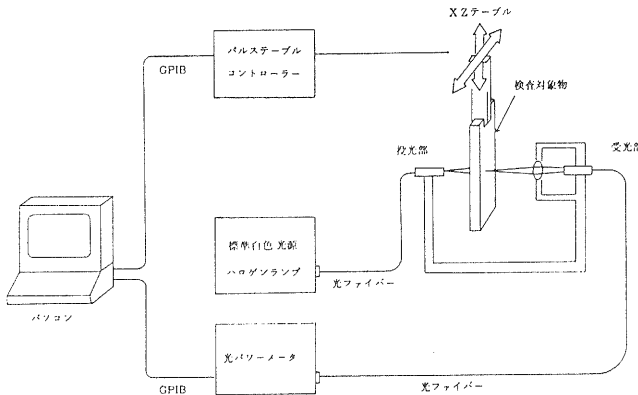 XZテーブル
パルステーブル
コントローラー
GPIB
検査対象物
投光部
受光部
標準白色光源
ハロゲンランプ
光ファイバー
パソコン
光パワーメータ
GPIB
光ファイバー